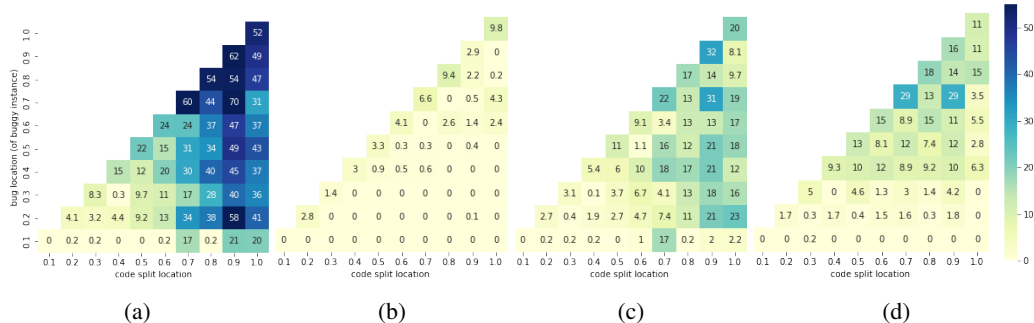 bug location (of buggy instance)
1.0 52
0.9 62 49
0.8 54 54 47
0.7 60 44 70 31
0.6 24 24 37 47 37
0.5 22 15 31 34 49 43
0.4 15 12 20 30 40 45 37
0.3 8.3 0.3 9.7 11 17 28 40 36
0.2 4.1 3.2 4.4 9.2 13 34 38 58 41
0.1 0 0.2 0.2 0 0 0.2 17 0.2 21 20
0.1 0.2 0.3 0.4 0.5 0.6 0.7 0.8 0.9 1.0
code split location
(a)
9.8
2.9 0
9.4 2.2 0.2
6.6 0 0.5 4.3
4.1 0 2.6 1.4 2.4
3.3 0.3 0.3 0.4 0 0
3 0.9 0.5 0.6 0 0 0
1.4 0 0 0 0 0 0 0
2.8 0 0 0 0 0 0 0.1 0
0 0 0 0 0 0 0 0 0 0
0.1 0.2 0.3 0.4 0.5 0.6 0.7 0.8 0.9 1.0
code split location
(b)
20
32 8.1
17 14 9.7
22 13 31 19
9.1 3.4 13 13 17
11 1.1 16 12 21 18
5.4 6 10 18 17 21 12
3.1 0.1 3.7 6.7 4.1 13 18 16
2.7 0.4 1.9 2.7 4.7 7.4 11 21 23
0 0.2 0.2 0 0 1 17 0.2 2 2.2
0.1 0.2 0.3 0.4 0.5 0.6 0.7 0.8 0.9 1.0
code split location
(c)
11
16 11
18 14 15
29 13 29 3.5
15 8.9 15 11 5.5
13 8.1 12 7.4 12 2.8
9.3 10 12 8.9 9.2 10 6.3
5 0 4.6 1.3 3 1.4 4.2 0
1.7 0.3 1.7 0.4 1.5 1.6 0.3 1.8 0
0 0 0 0 0 0 0 0 0 0
0.1 0.2 0.3 0.4 0.5 0.6 0.7 0.8 0.9 1.0
code split location
(d)
50
40
30
20
10
0